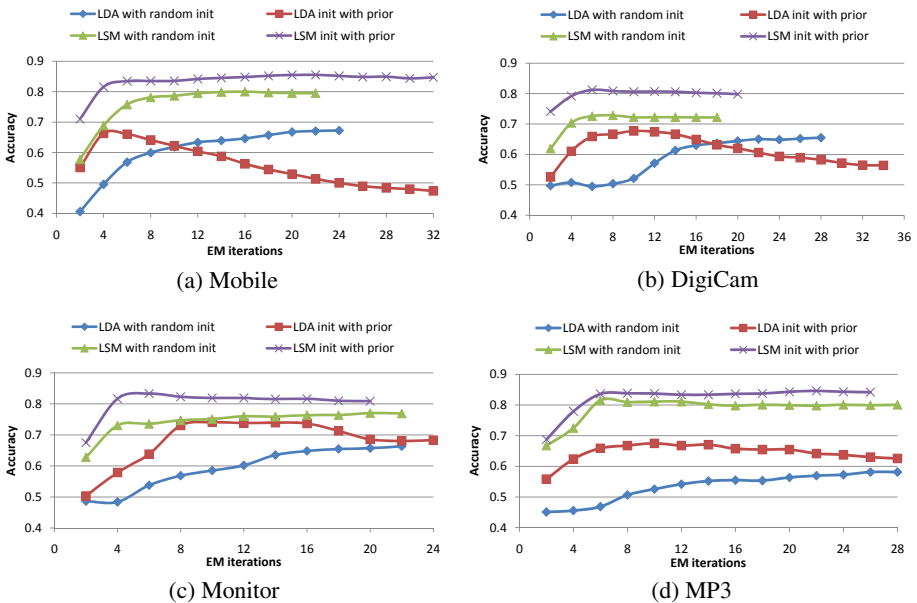 LDA with random init LDA init with prior
LSM with random init LSM init with prior
0.9
0.8
0.7
0.6
0.5
0.4
Accuracy
0 4 8 12 16 20 24 28 32
EM iterations
(a) Mobile
LDA with random init LDA init with prior
LSM with random init LSM init with prior
0.9
0.8
0.7
0.6
0.5
0.4
Accuracy
0 4 8 12 16 20 24 28 32 36
EM iterations
(b) DigiCam
LDA with random init LDA init with prior
LSM with random init LSM init with prior
0.9
0.8
0.7
0.6
0.5
0.4
Accuracy
0 4 8 12 16 20 24
EM iterations
(c) Monitor
LDA with random init LDA init with prior
LSM with random init LSM init with prior
0.9
0.8
0.7
0.6
0.5
0.4
Accuracy
0 4 8 12 16 20 24 28
EM iterations
(d) MP3